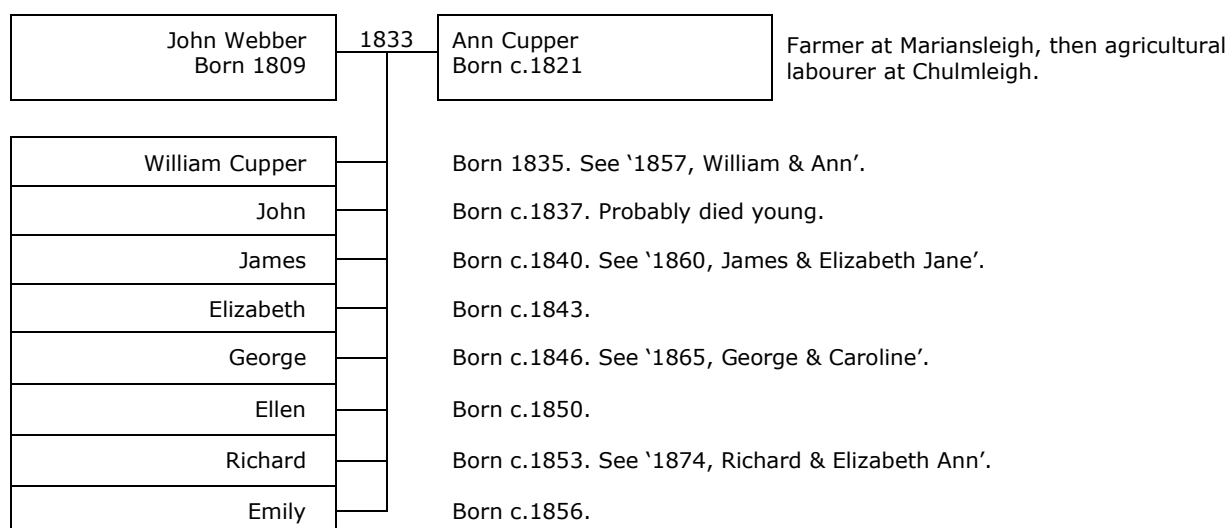 John Webber 1833 Ann Cupper
Born 1809 Born c.1821
Farmer at Mariansleigh, then agricultural
labourer at Chulmleigh.
William Cupper Born 1835. See ‘1857, William & Ann’.
John Born c.1837. Probably died young.
James Born c.1840. See ‘1860, James & Elizabeth Jane’.
Elizabeth Born c.1843.
George Born c.1846. See ‘1865, George & Caroline’.
Ellen Born c.1850.
Richard Born c.1853. See ‘1874, Richard & Elizabeth Ann’.
Emily Born c.1856.